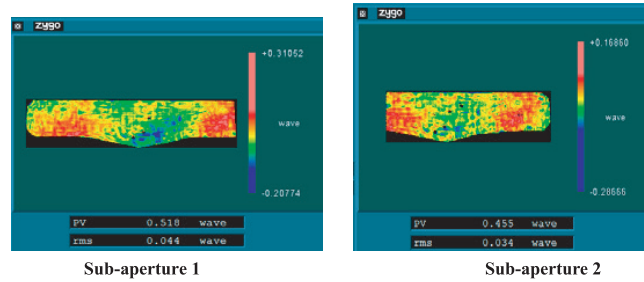 zygo
+0.31052
wave
-0.20774
PV 0.518 wave
rms 0.044 wave
Sub-aperture 1
zygo
+0.16860
wave
-0.28666
PV 0.455 wave
rms 0.034 wave
Sub-aperture 2